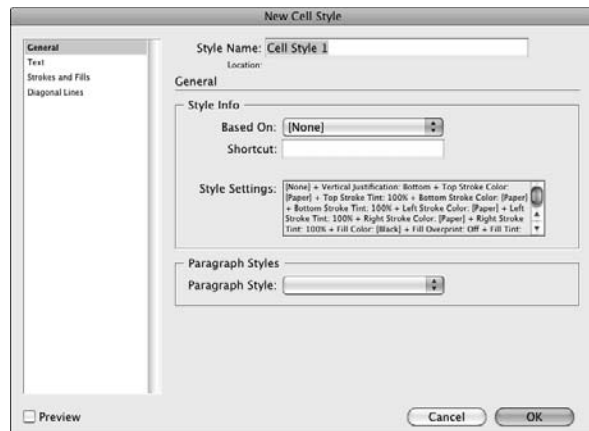 New Cell Style
General
Text
Strokes and Fills
Diagonal Lines
Style Name: Cell Style 1
Location:
General
Style Info
Based On: [None]
Shortcut:
Style Settings: [None] + Vertical Justification: Bottom + Top Stroke Color:
[Paper] + Top Stroke Tint: 100% + Bottom Stroke Color: [Paper]
+ Bottom Stroke Tint: 100% + Left Stroke Color: [Paper] + Left
Stroke Tint: 100% + Right Stroke Color: [Paper] + Right Stroke
Tint: 100% + Fill Color: [Black] + Fill Overprint: Off + Fill Tint:
Paragraph Styles
Paragraph Style:
Preview
Cancel
OK